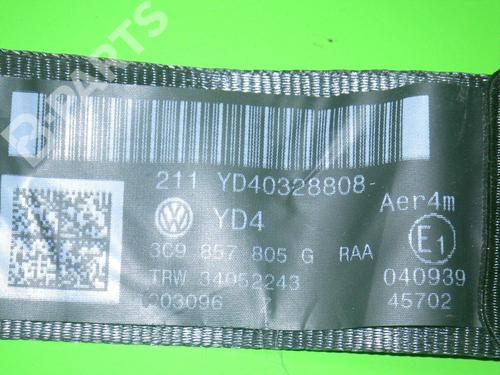 B-PARTS
211 YD40328808-
Aer4m
YD4
E1
3C9 857 805 G RAA
TRW 34052243
040939
203096
45702